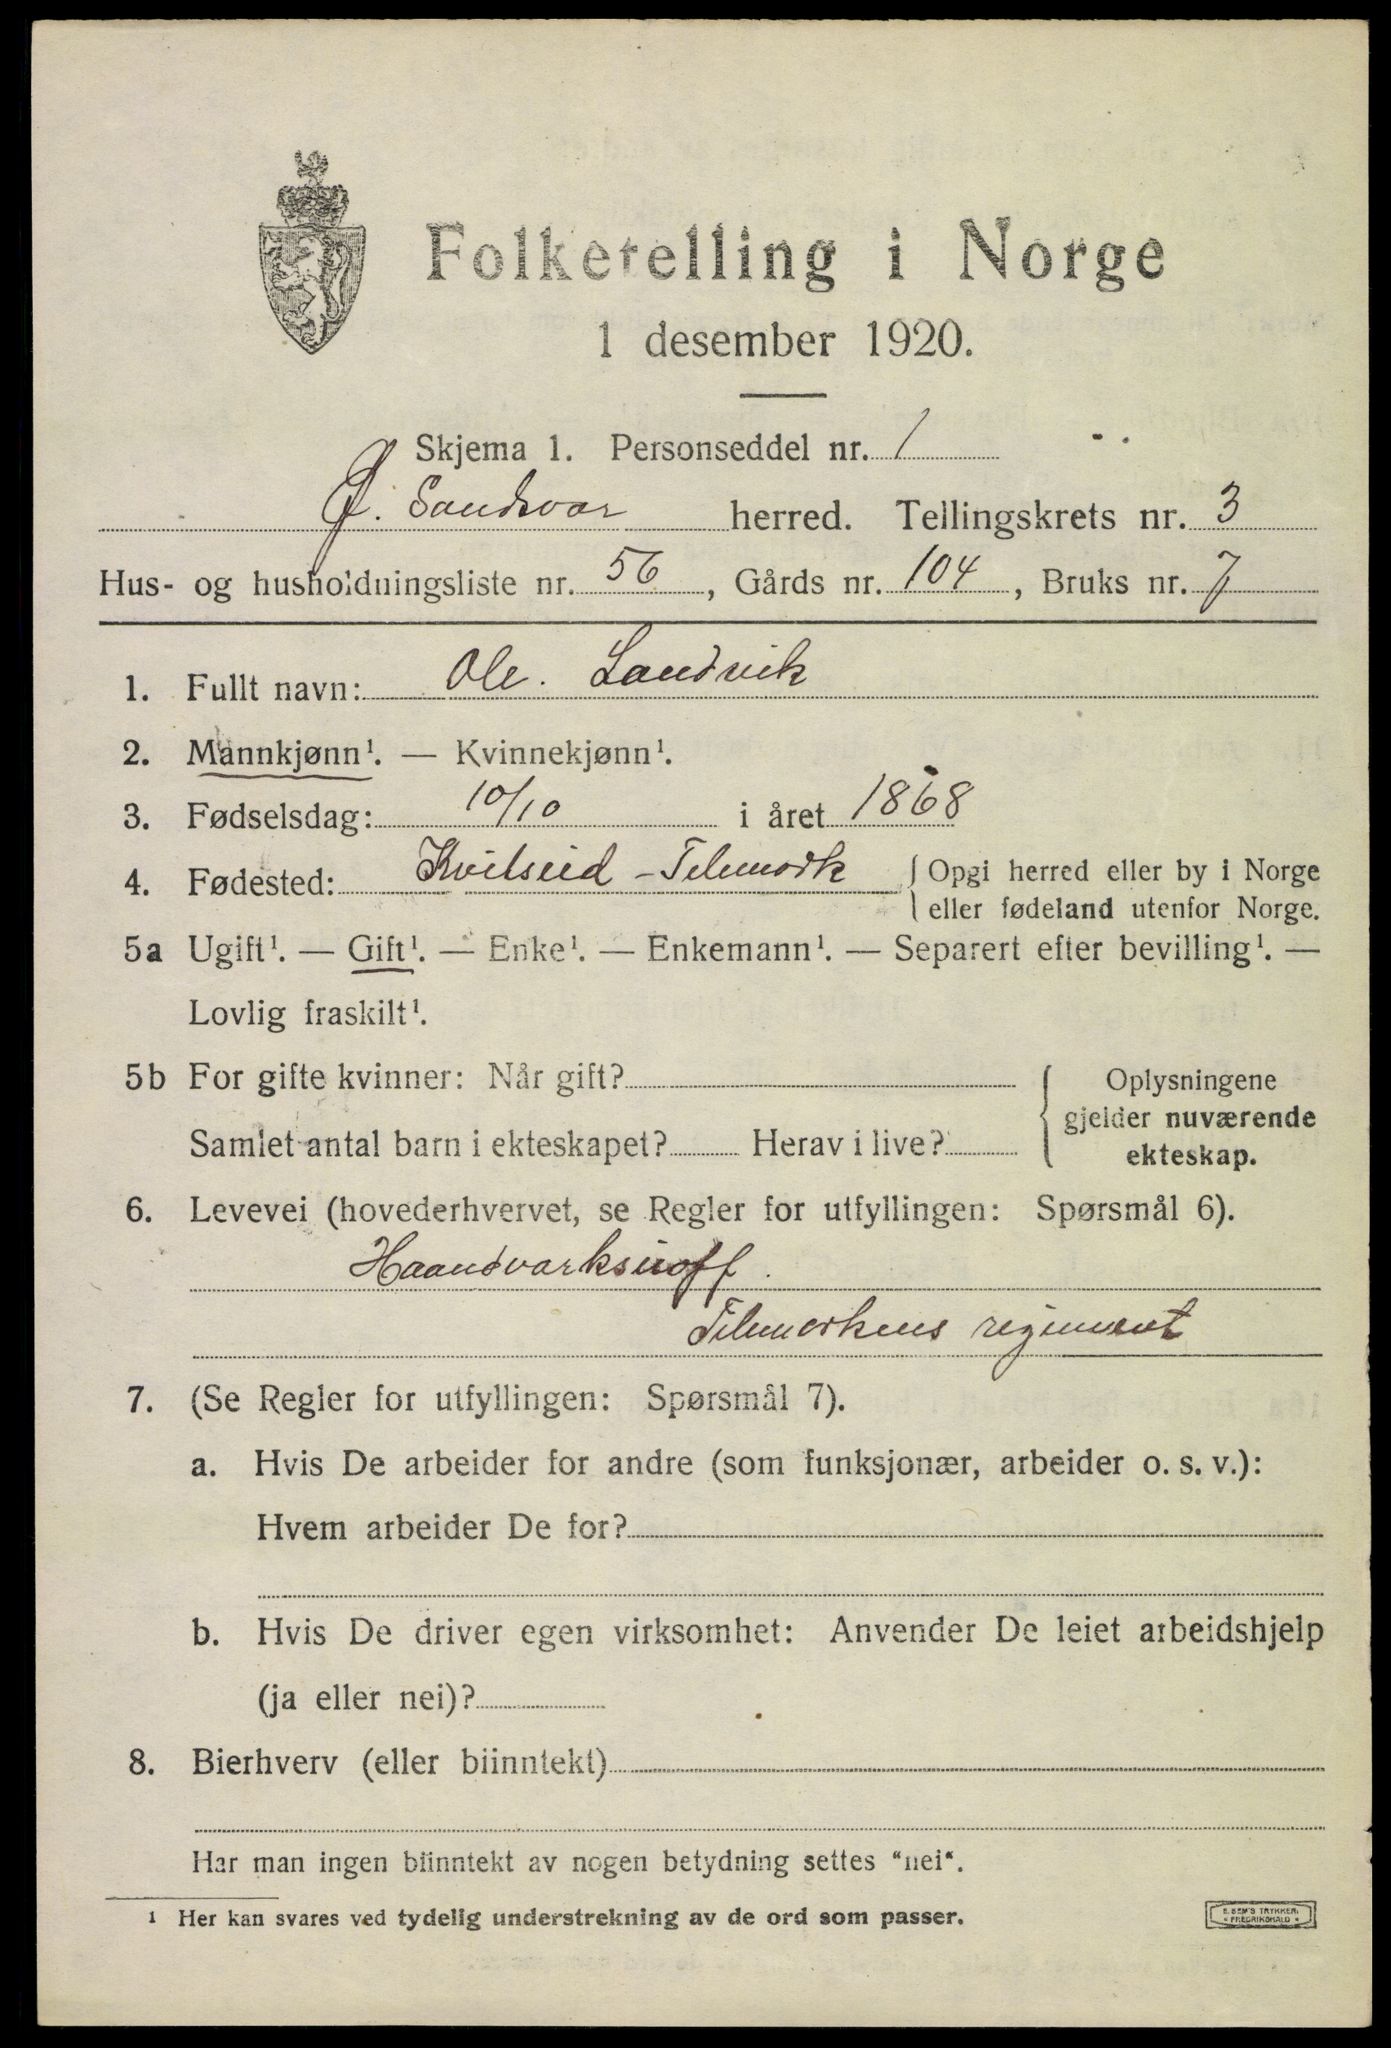 Folketelling i Norge
1 desember 1920.
Skjema 1. Personseddel nr. 1
Ø. Sandsvær herred. Tellingskrets nr. 3
Hus- og husholdningsliste nr. 56, Gårds nr. 104, Bruks nr. 7
1. Fullt navn: Ole. Landvik
2. Mannkjønn¹. — Kvinnekjønn¹.
3. Fødselsdag: 10/10 i året 1868
4. Fødested: Kvitseid - Telemark { Opgi herred eller by i Norge
eller fødeland utenfor Norge.
5a Ugift¹. — Gift¹. — Enke¹. — Enkemann¹. — Separert efter bevilling¹. —
Lovlig fraskilt¹.
5b For gifte kvinner: Når gift?
Samlet antal barn i ekteskapet? Herav i live?
{ Oplysningene
gjelder nuværende
ekteskap.
6. Levevei (hovederhvervet, se Regler for utfyllingen: Spørsmål 6).
Telemarkens regiment
7. (Se Regler for utfyllingen: Spørsmål 7).
a. Hvis De arbeider for andre (som funksjonær, arbeider o. s. v.):
Hvem arbeider De for?
b. Hvis De driver egen virksomhet: Anvender De leiet arbeidshjelp
(ja eller nei)?
8. Bierhverv (eller biinntekt)
Har man ingen biinntekt av nogen betydning settes "nei".
¹ Her kan svares ved tydelig understrekning av de ord som passer.
E. SEM'S TRYKKERI
FREDRIKSHALD